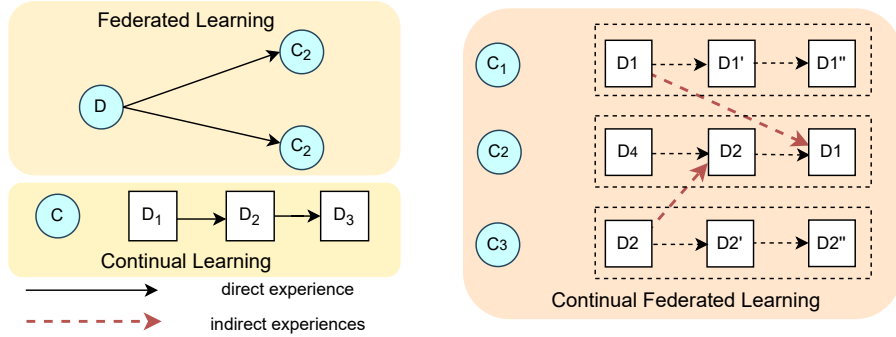 Federated Learning
D
C2
C2
C
D1
D2
D3
Continual Learning
direct experience
indirect experiences
C1
D1
D1'
D1"
C2
D4
D2
D1
C3
D2
D2'
D2"
Continual Federated Learning